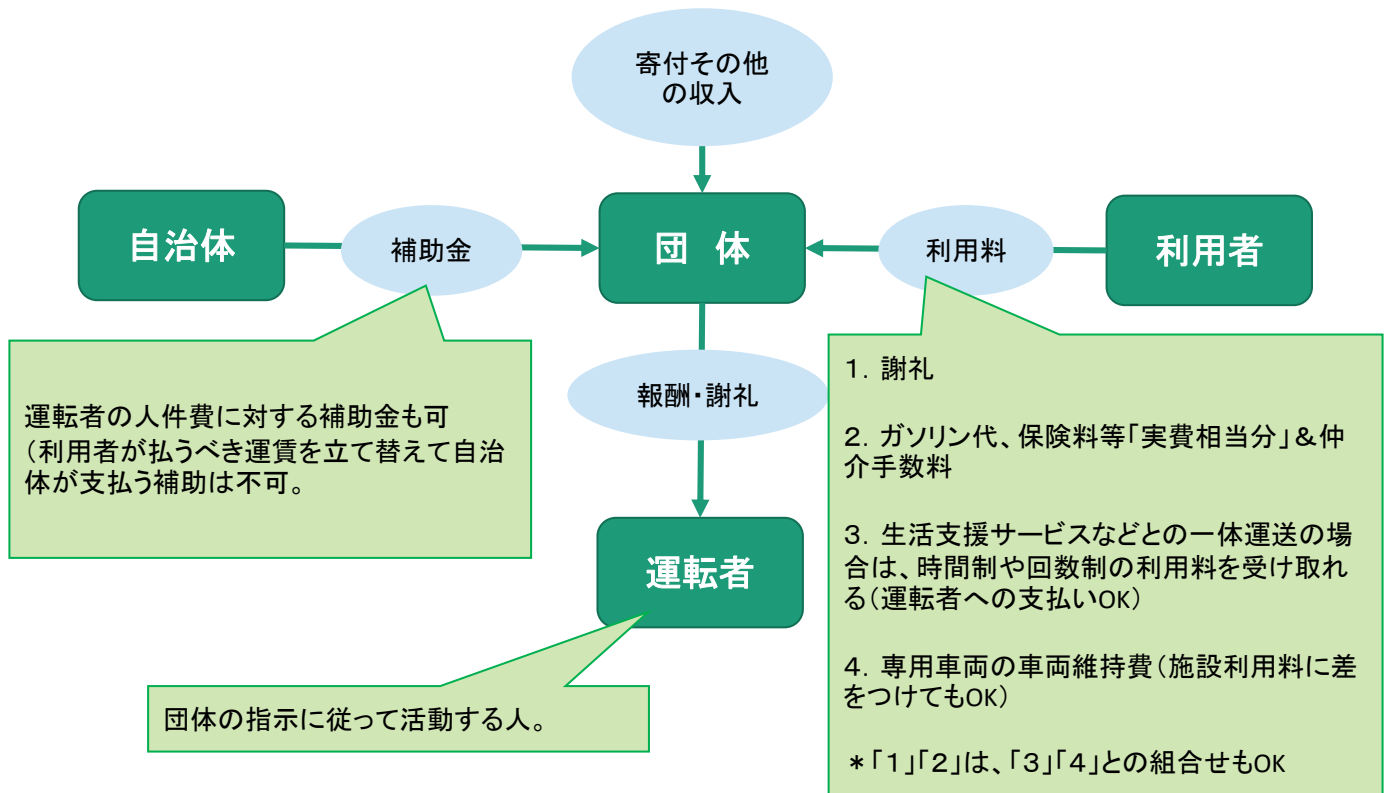 寄付その他
の収入
自治体
補助金
団　体
利用料
利用者
運転者の人件費に対する補助金も可
（利用者が払うべき運賃を立て替えて自治
体が支払う補助は不可。
報酬・謝礼
運転者
団体の指示に従って活動する人。
１．謝礼
２．ガソリン代、保険料等「実費相当分」＆仲
介手数料
３．生活支援サービスなどとの一体運送の場
合は、時間制や回数制の利用料を受け取れ
る（運転者への支払いOK）
４．専用車両の車両維持費（施設利用料に差
をつけてもOK）
＊「１」「２」は、「３」「４」との組合せもOK